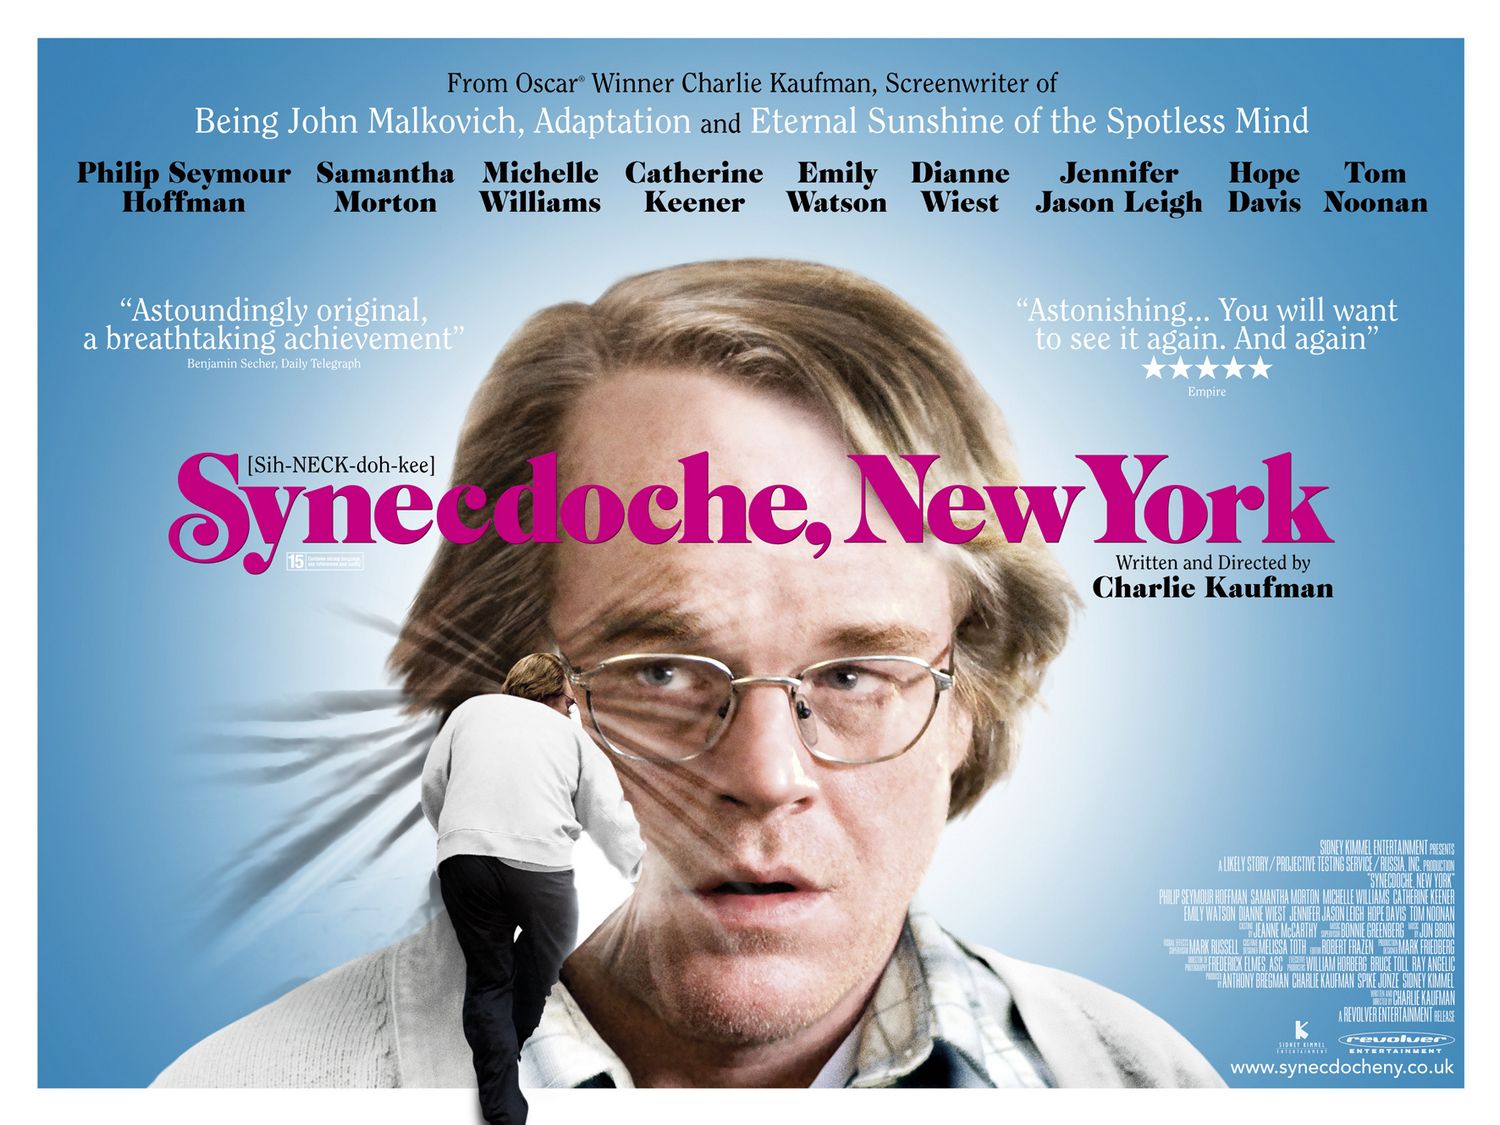 From Oscar® Winner Charlie Kaufman, Screenwriter of
Being John Malkovich, Adaptation and Eternal Sunshine of the Spotless Mind
Philip Seymour Hoffman
Samantha Morton
Michelle Williams
Catherine Keener
Emily Watson
Dianne Wiest
Jennifer Jason Leigh
Hope Davis
Tom Noonan
“Astoundingly original,
a breathtaking achievement”
Benjamin Secher, Daily Telegraph
“Astonishing... You will want
to see it again. And again”
★★★★★
Empire
[Sih-NECK-doh-kee]
Synecdoche, New York
15
Written and Directed by
Charlie Kaufman
SIDNEY KIMMEL ENTERTAINMENT PRESENTS
A LIKELY STORY / PROJECTIVE TESTING SERVICE / RUSSIA, INC. PRODUCTION
"SYNECDOCHE, NEW YORK"
PHILIP SEYMOUR HOFFMAN SAMANTHA MORTON MICHELLE WILLIAMS CATHERINE KEENER
EMILY WATSON DIANNE WIEST JENNIFER JASON LEIGH HOPE DAVIS TOM NOONAN
JEANNE McCARTHY BONNIE GREENBERG JON BRION
MARK RUSSELL MELISSA TOTH ROBERT FRAZEN MARK FRIEDBERG
FREDERICK ELMES, ASC WILLIAM HORBERG BRUCE TOLL RAY ANGELIC
ANTHONY BREGMAN CHARLIE KAUFMAN SPIKE JONZE SIDNEY KIMMEL
CHARLIE KAUFMAN
A REVOLVER ENTERTAINMENT RELEASE
SIDNEY KIMMEL
ENTERTAINMENT
revolver
ENTERTAINMENT
www.synecdocheny.co.uk